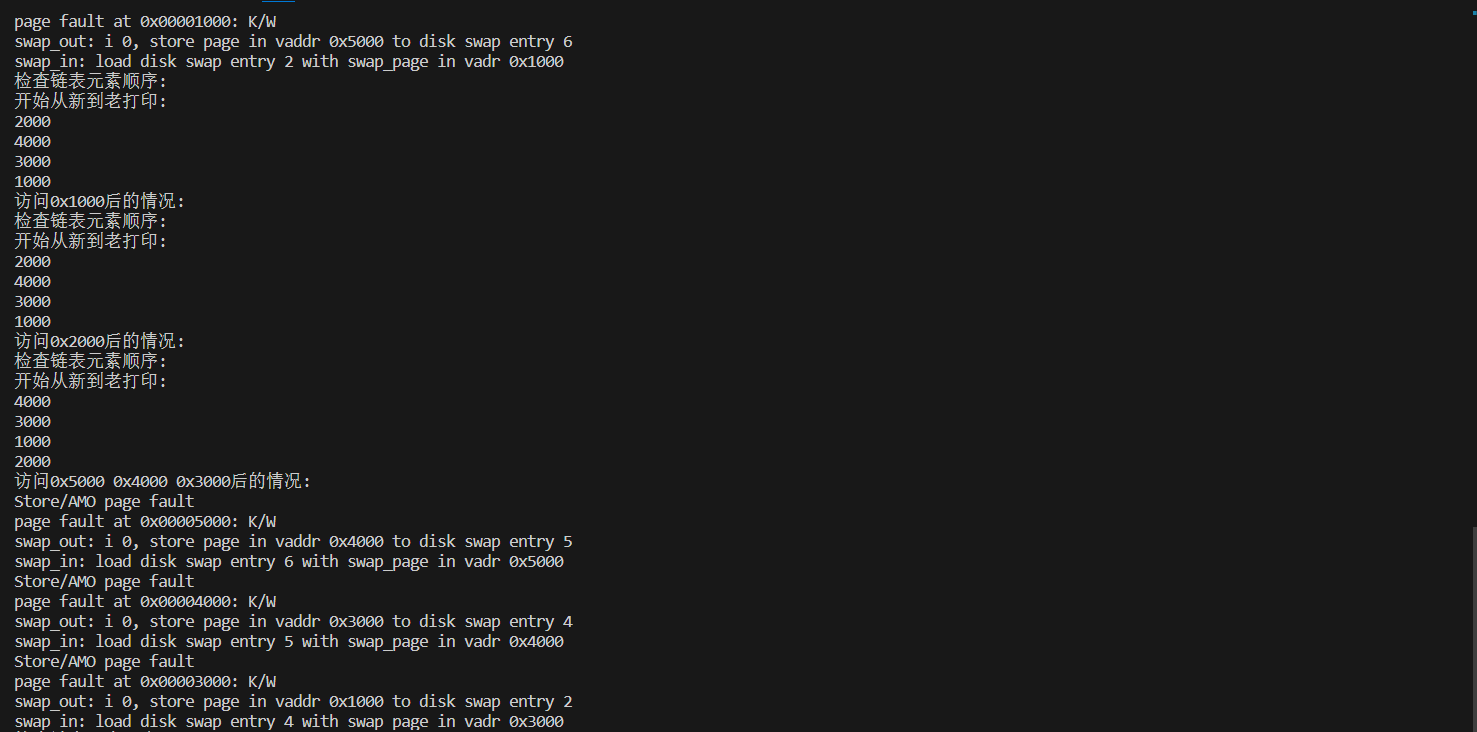 page fault at 0x00001000: K/W
swap_out: i 0, store page in vaddr 0x5000 to disk swap entry 6
swap_in: load disk swap entry 2 with swap_page in vadr 0x1000
检查链表元素顺序:
开始从新到老打印:
2000
4000
3000
1000
访问0x1000后的情况:
检查链表元素顺序:
开始从新到老打印:
2000
4000
3000
1000
访问0x2000后的情况:
检查链表元素顺序:
开始从新到老打印:
4000
3000
1000
2000
访问0x5000 0x4000 0x3000后的情况:
Store/AMO page fault
page fault at 0x00005000: K/W
swap_out: i 0, store page in vaddr 0x4000 to disk swap entry 5
swap_in: load disk swap entry 6 with swap_page in vadr 0x5000
Store/AMO page fault
page fault at 0x00004000: K/W
swap_out: i 0, store page in vaddr 0x3000 to disk swap entry 4
swap_in: load disk swap entry 5 with swap_page in vadr 0x4000
Store/AMO page fault
page fault at 0x00003000: K/W
swap_out: i 0, store page in vaddr 0x1000 to disk swap entry 2
swap_in: load disk swap entry 4 with swap_page in vadr 0x3000